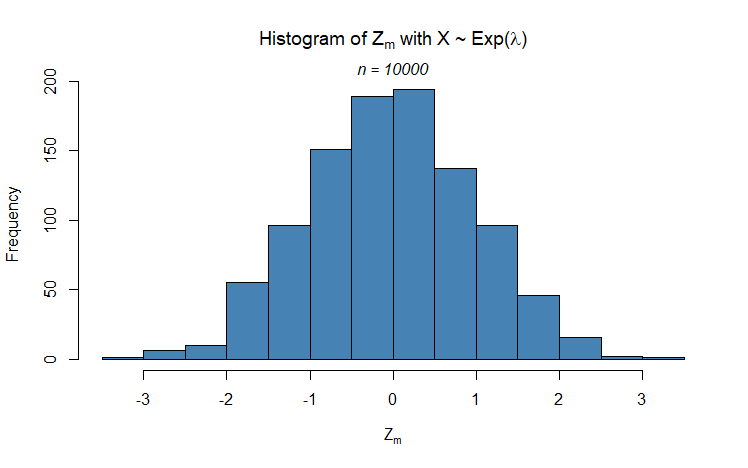 Histogram of Zm with X ~ Exp(λ)
n = 10000
Frequency
200
150
100
50
0
-3 -2 -1 0 1 2 3
Zm